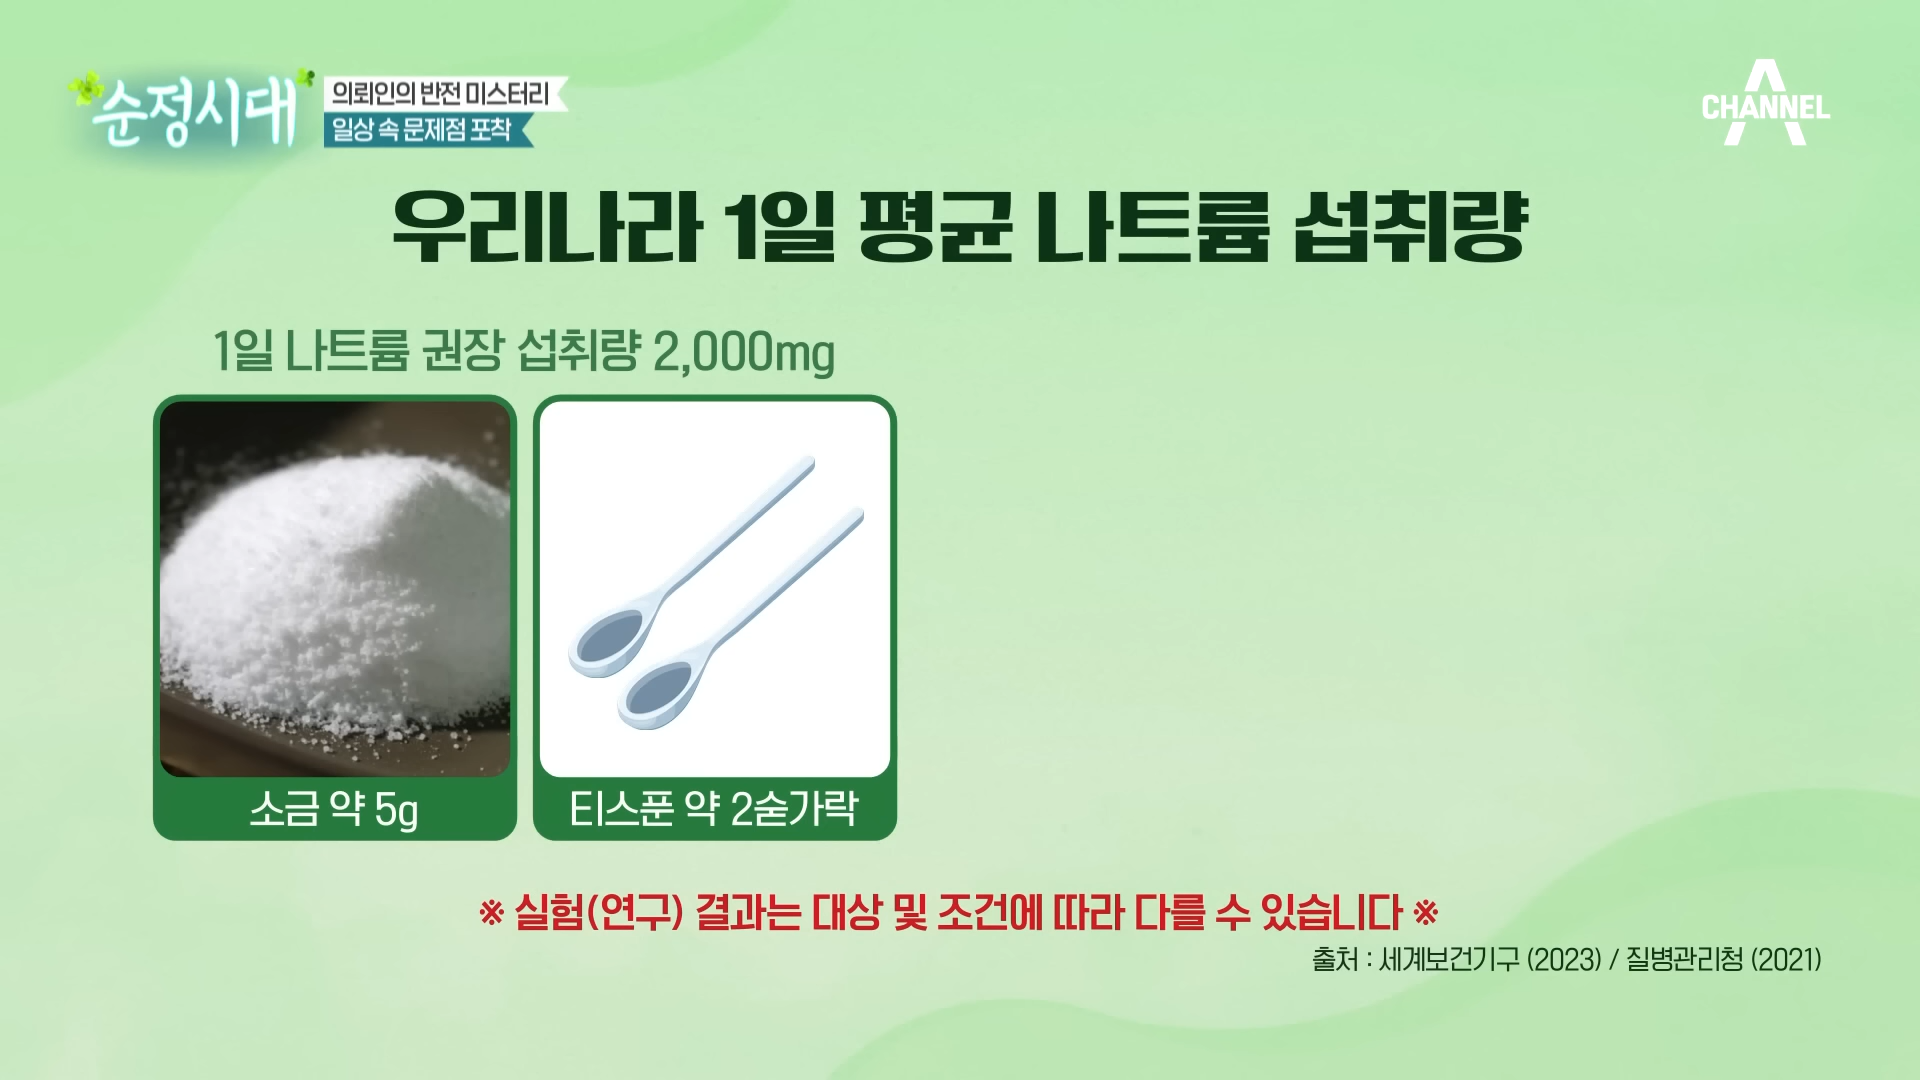 순정시대
의뢰인의 반전 미스터리
일상 속 문제점 포착
CHANNEL A
우리나라 1일 평균 나트륨 섭취량
1일 나트륨 권장 섭취량 2,000mg
소금 약 5g
티스푼 약 2숟가락
※ 실험(연구) 결과는 대상 및 조건에 따라 다를 수 있습니다 ※
출처 : 세계보건기구 (2023) / 질병관리청 (2021)